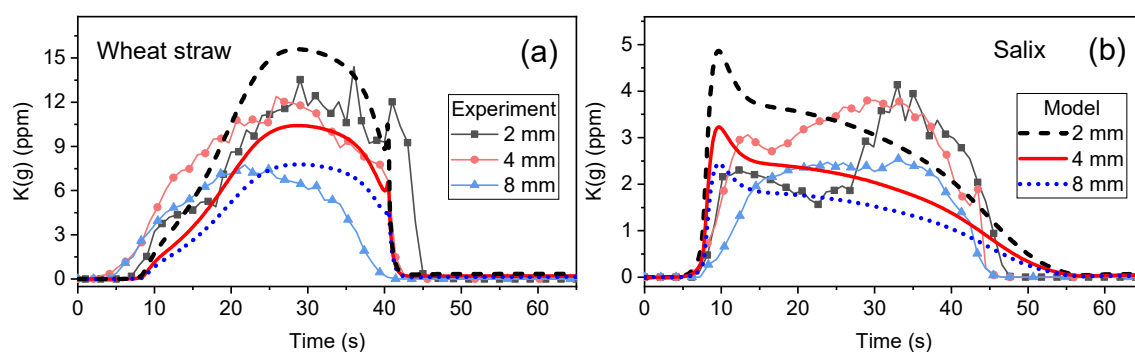 Wheat straw
(a)
K(g) (ppm)
15
12
9
6
3
0
Experiment
2 mm
4 mm
8 mm
0 10 20 30 40 50 60
Time (s)
Salix
(b)
K(g) (ppm)
5
4
3
2
1
0
Model
2 mm
4 mm
8 mm
0 10 20 30 40 50 60
Time (s)